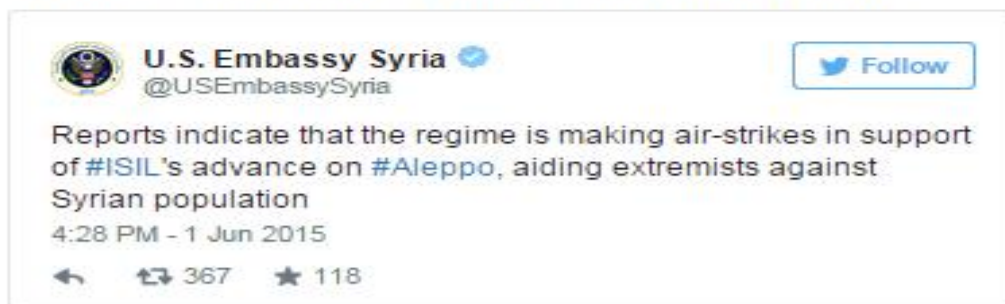 U.S. Embassy Syria
@USEmbassySyria
Follow
Reports indicate that the regime is making air-strikes in support
of #ISIL's advance on #Aleppo, aiding extremists against
Syrian population
4:28 PM - 1 Jun 2015
367 118